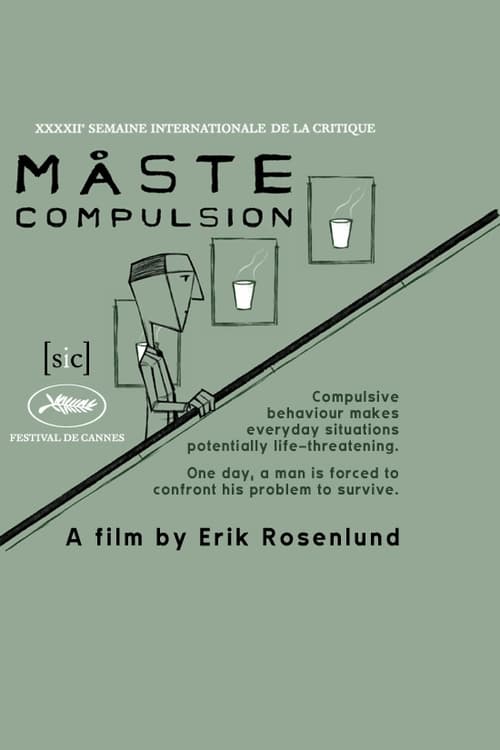 XXXXIIᵉ SEMAINE INTERNATIONALE DE LA CRITIQUE
MÅSTE
COMPULSION
[sic]
FESTIVAL DE CANNES
Compulsive
behaviour makes
everyday situations
potentially life-threatening.
One day, a man is forced to
confront his problem to survive.
A film by Erik Rosenlund